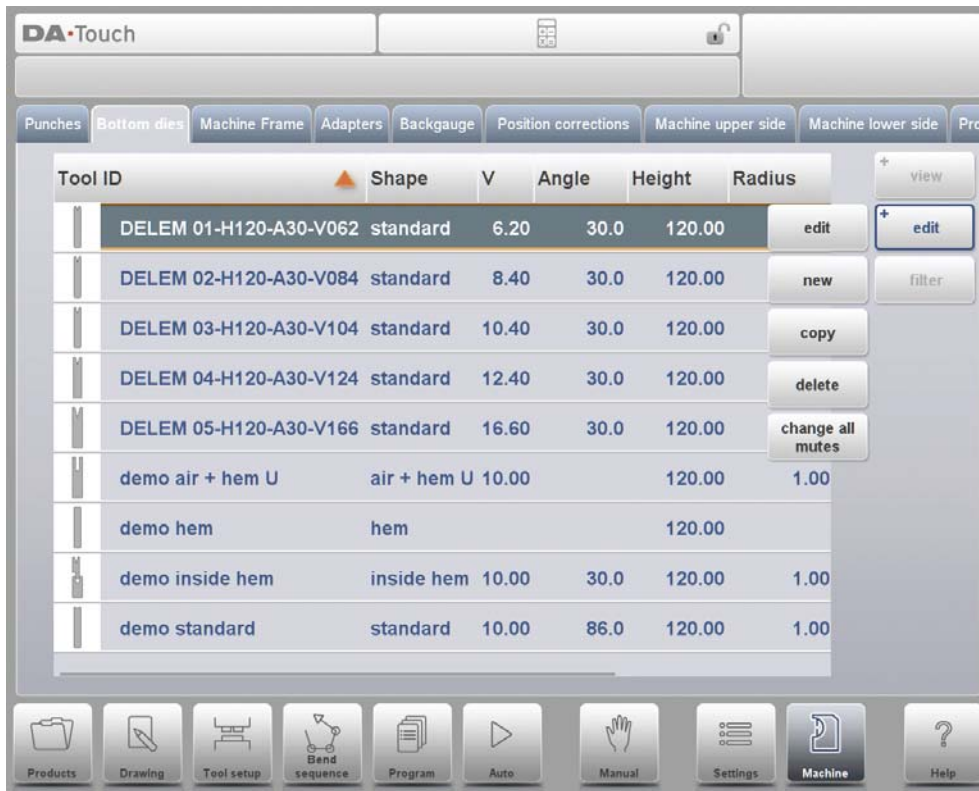 DA·Touch
Punches Bottom dies Machine Frame Adapters Backgauge Position corrections Machine upper side Machine lower side
Tool ID Shape V Angle Height Radius
view
DELEM 01-H120-A30-V062 standard 6.20 30.0 120.00
edit
edit
DELEM 02-H120-A30-V084 standard 8.40 30.0 120.00
new
filter
DELEM 03-H120-A30-V104 standard 10.40 30.0 120.00
copy
DELEM 04-H120-A30-V124 standard 12.40 30.0 120.00
delete
DELEM 05-H120-A30-V166 standard 16.60 30.0 120.00
change all
mutes
demo air + hem U air + hem U 10.00 120.00 1.00
demo hem hem 120.00
demo inside hem inside hem 10.00 30.0 120.00 1.00
demo standard standard 10.00 86.0 120.00 1.00
Products Drawing Tool setup Bend sequence Program Auto Manual Settings Machine Help